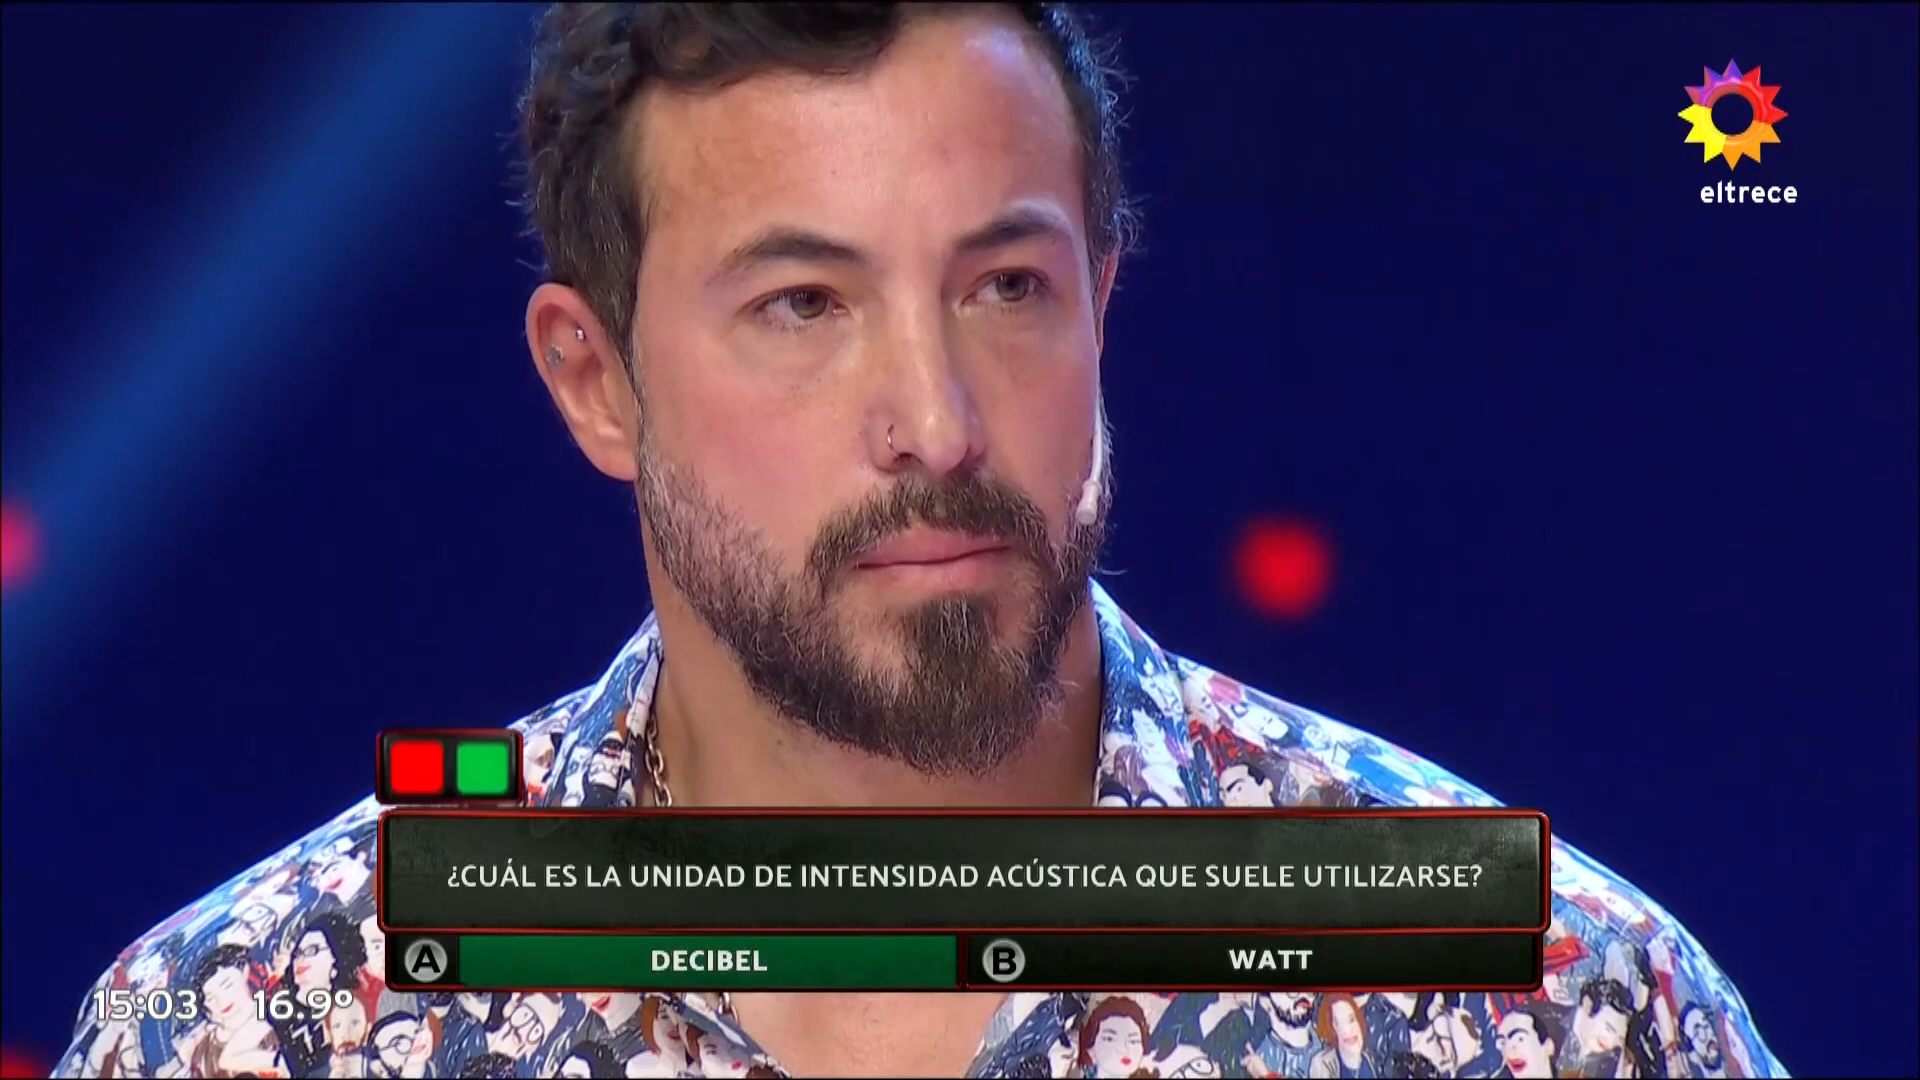 eltrece
¿CUÁL ES LA UNIDAD DE INTENSIDAD ACÚSTICA QUE SUELE UTILIZARSE?
A DECIBEL B WATT
15:03 16.9°